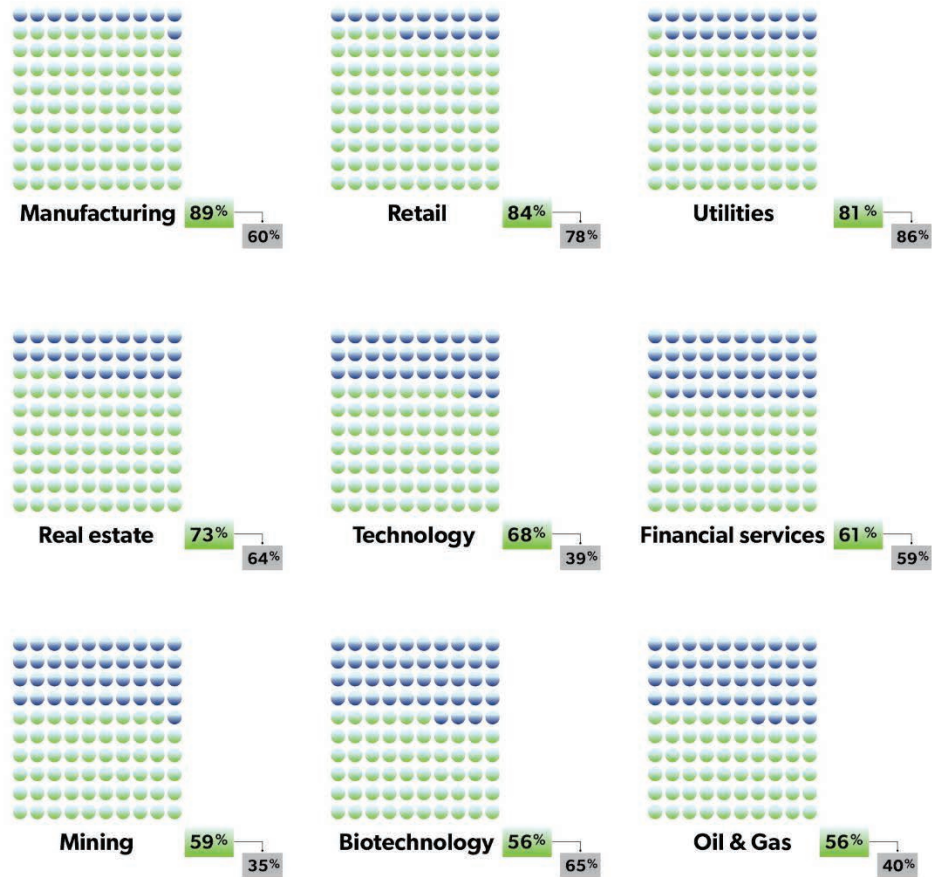 Manufacturing 89%
60%
Retail 84%
78%
Utilities 81%
86%
Real estate 73%
64%
Technology 68%
39%
Financial services 61%
59%
Mining 59%
35%
Biotechnology 56%
65%
Oil & Gas 56%
40%